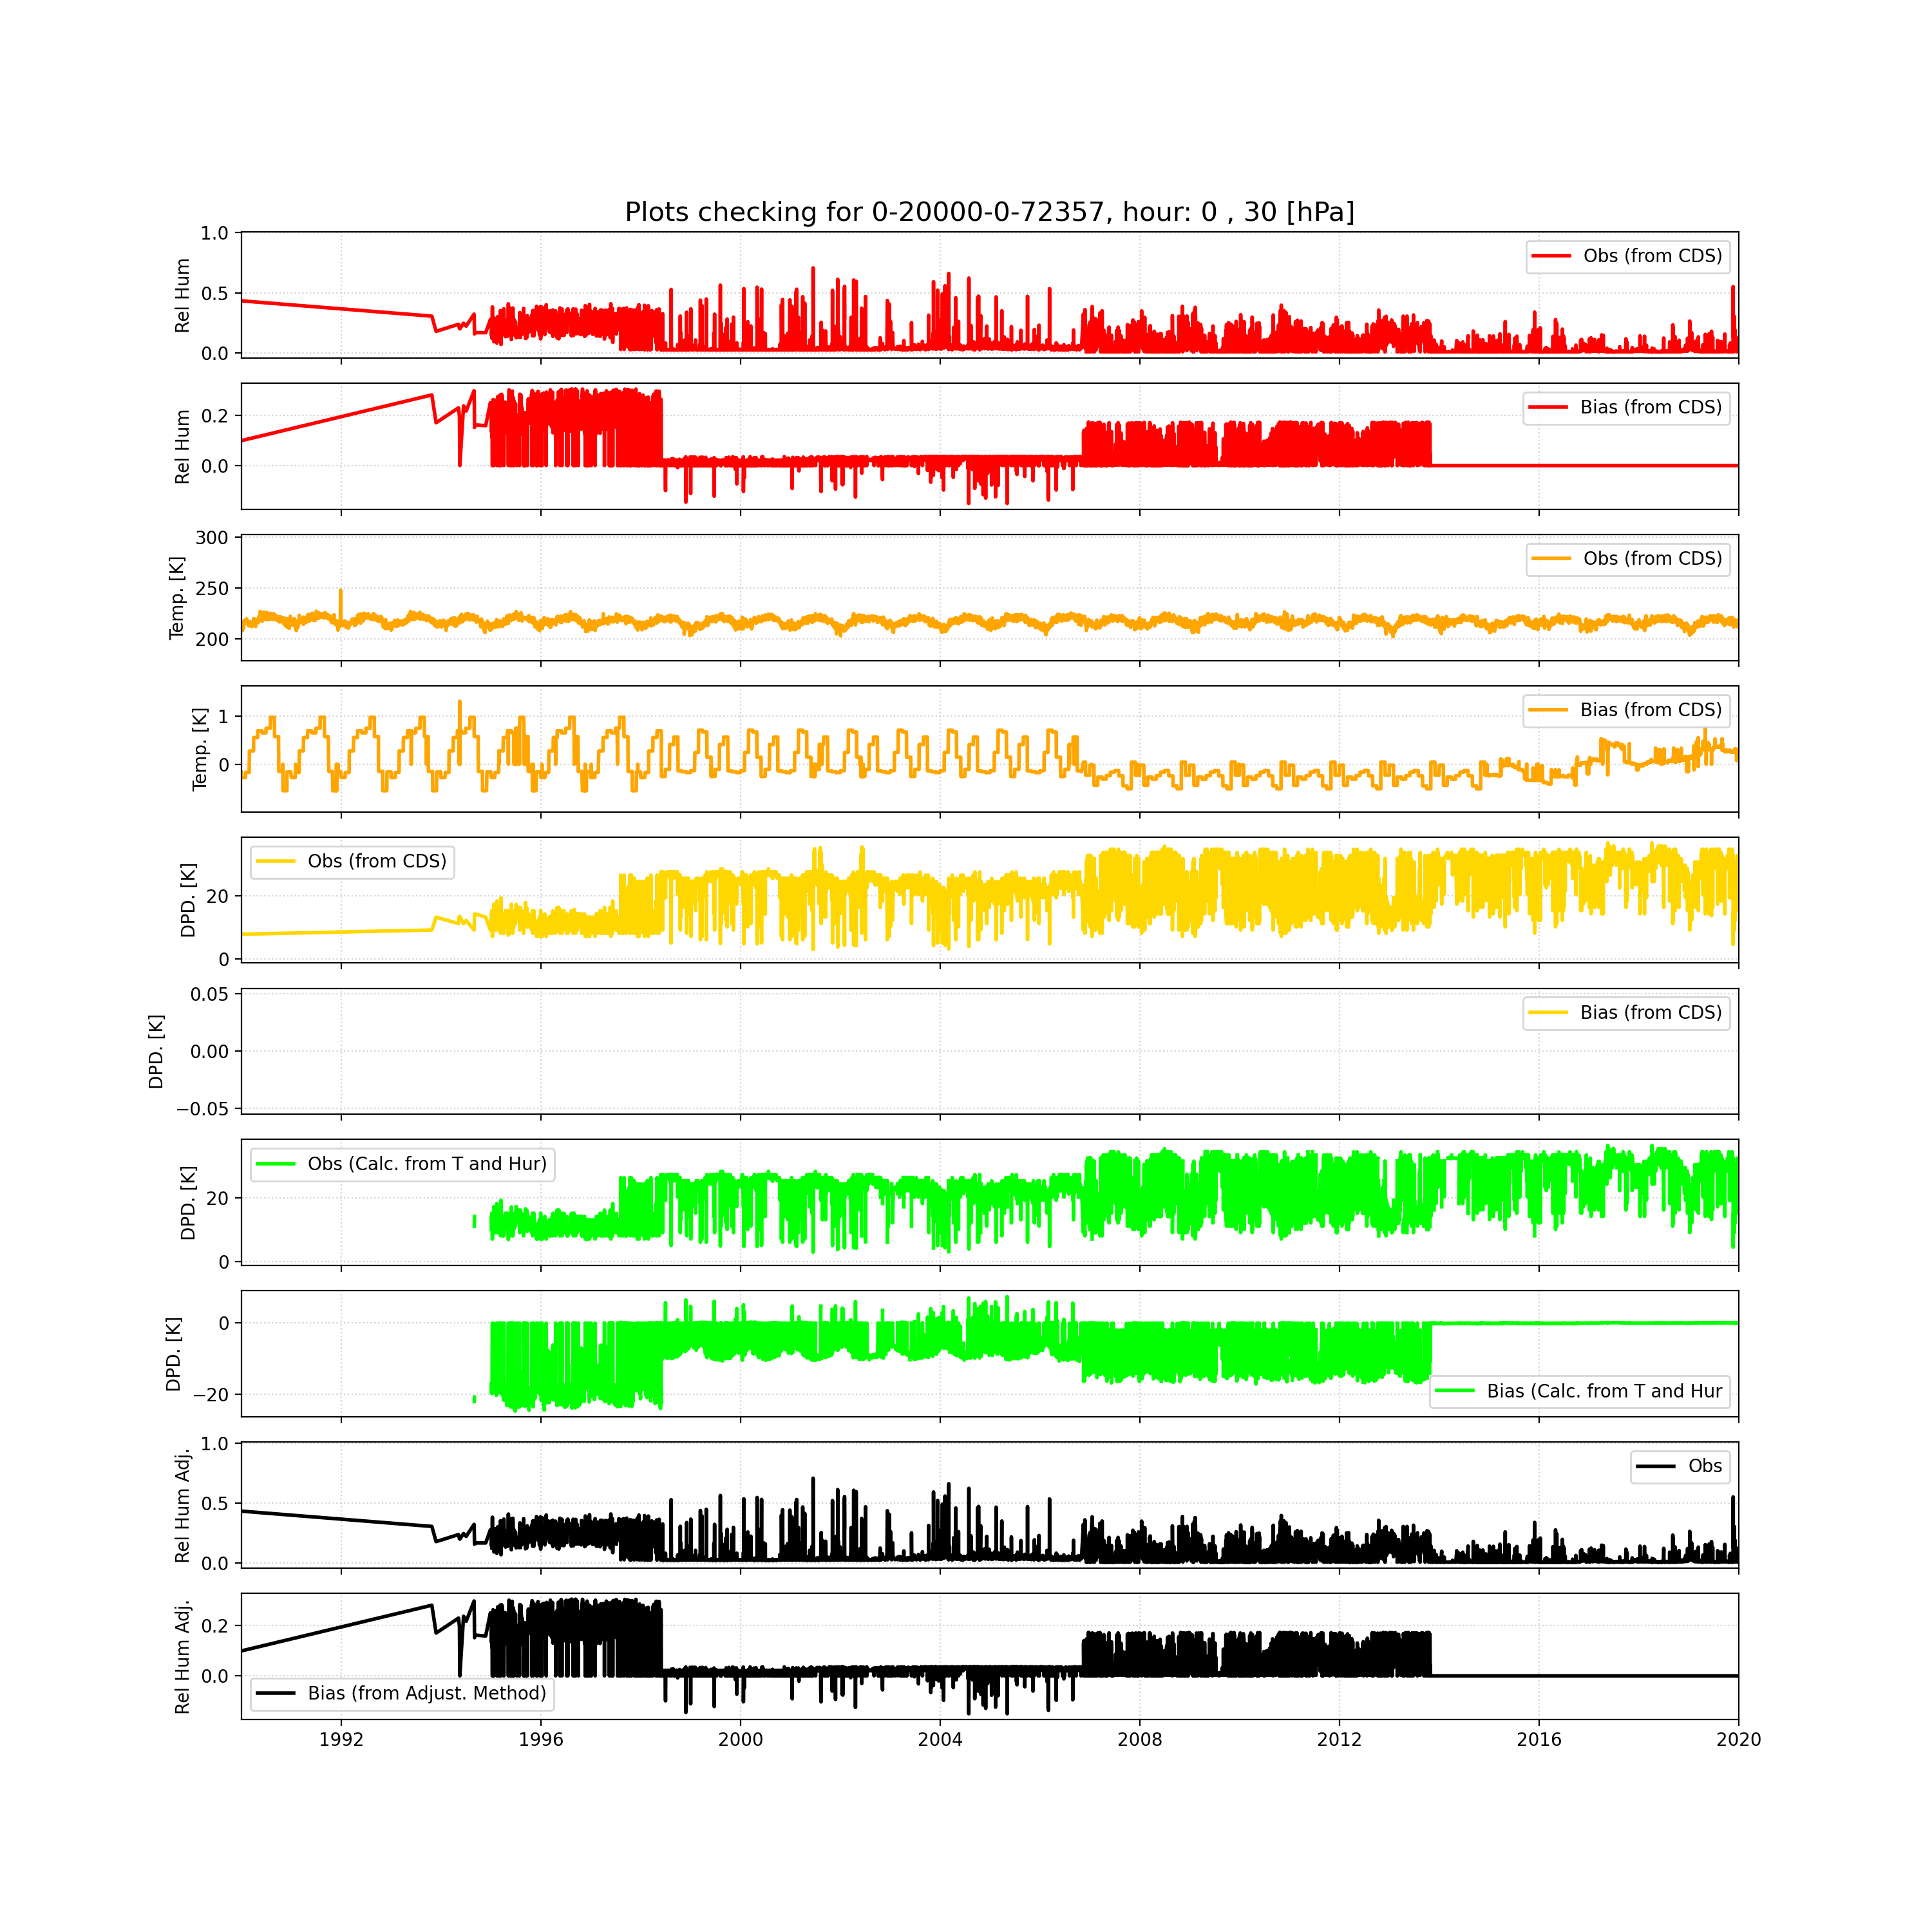 Plots checking for 0-20000-0-72357, hour: 0 , 30 [hPa]
1.0
0.5
0.0
Rel Hum
Obs (from CDS)
0.2
0.0
Rel Hum
Bias (from CDS)
300
250
200
Temp. [K]
Obs (from CDS)
1
0
Temp. [K]
Bias (from CDS)
20
0
DPD. [K]
Obs (from CDS)
0.05
0.00
−0.05
DPD. [K]
Bias (from CDS)
20
0
DPD. [K]
Obs (Calc. from T and Hur)
0
−20
DPD. [K]
Bias (Calc. from T and Hur
1.0
0.5
0.0
Rel Hum Adj.
Obs
0.2
0.0
Rel Hum Adj.
Bias (from Adjust. Method)
1992 1996 2000 2004 2008 2012 2016 2020